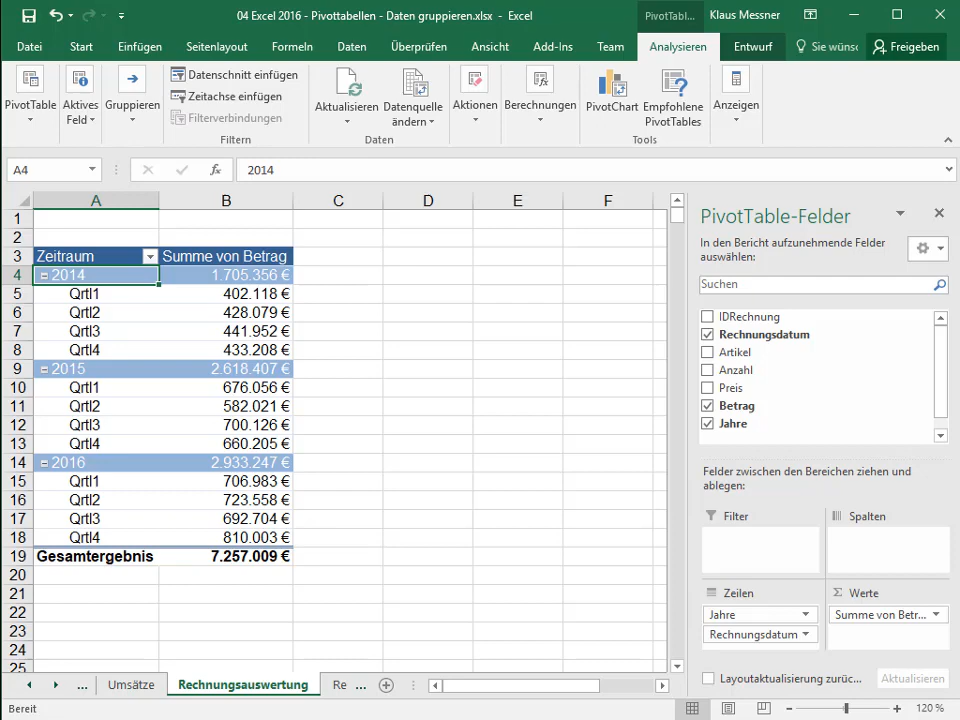 04 Excel 2016 - Pivottabellen - Daten gruppieren.xlsx - Excel
PivotTabl...
Klaus Messner
Datei Start Einfügen Seitenlayout Formeln Daten Überprüfen Ansicht Add-Ins Team Analysieren Entwurf Sie wüns Freigeben
PivotTable
Aktives Feld
Gruppieren
Datenschnitt einfügen
Zeitachse einfügen
Filterverbindungen
Filtern
Aktualisieren
Datenquelle ändern
Daten
Aktionen
Berechnungen
PivotChart
Empfohlene PivotTables
Tools
Anzeigen
A4 fx 2014
A B C D E F
1
2
3 Zeitraum Summe von Betrag
4 2014 1.705.356 €
5 Qrtl1 402.118 €
6 Qrtl2 428.079 €
7 Qrtl3 441.952 €
8 Qrtl4 433.208 €
9 2015 2.618.407 €
10 Qrtl1 676.056 €
11 Qrtl2 582.021 €
12 Qrtl3 700.126 €
13 Qrtl4 660.205 €
14 2016 2.933.247 €
15 Qrtl1 706.983 €
16 Qrtl2 723.558 €
17 Qrtl3 692.704 €
18 Qrtl4 810.003 €
19 Gesamtergebnis 7.257.009 €
20
21
22
23
24
25
PivotTable-Felder
In den Bericht aufzunehmende Felder
auswählen:
Suchen
IDRechnung
Rechnungsdatum
Artikel
Anzahl
Preis
Betrag
Jahre
Felder zwischen den Bereichen ziehen und
ablegen:
Filter
Spalten
Zeilen
Σ Werte
Jahre
Summe von Betr...
Rechnungsdatum
Layoutaktualisierung zurüc...
Aktualisieren
... Umsätze Rechnungsauswertung Re ...
Bereit
120 %